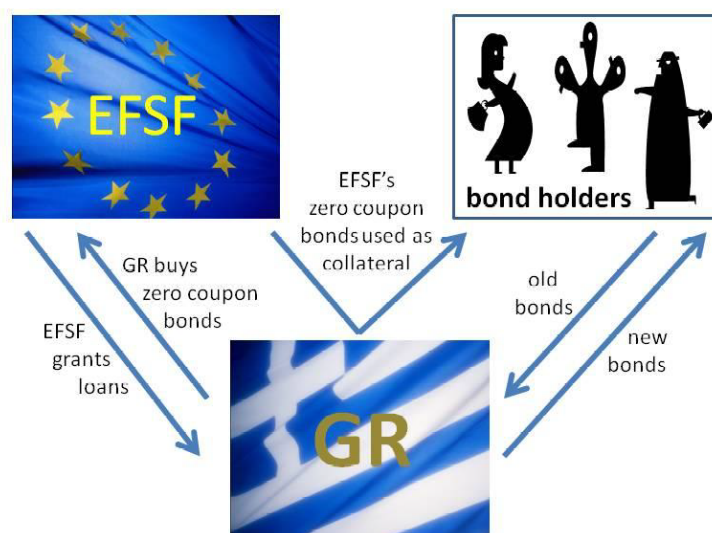 EFSF
EFSF's
zero coupon
bonds used as
collateral
bond holders
GR buys
zero coupon
bonds
EFSF
grants
loans
old
bonds
new
bonds
GR